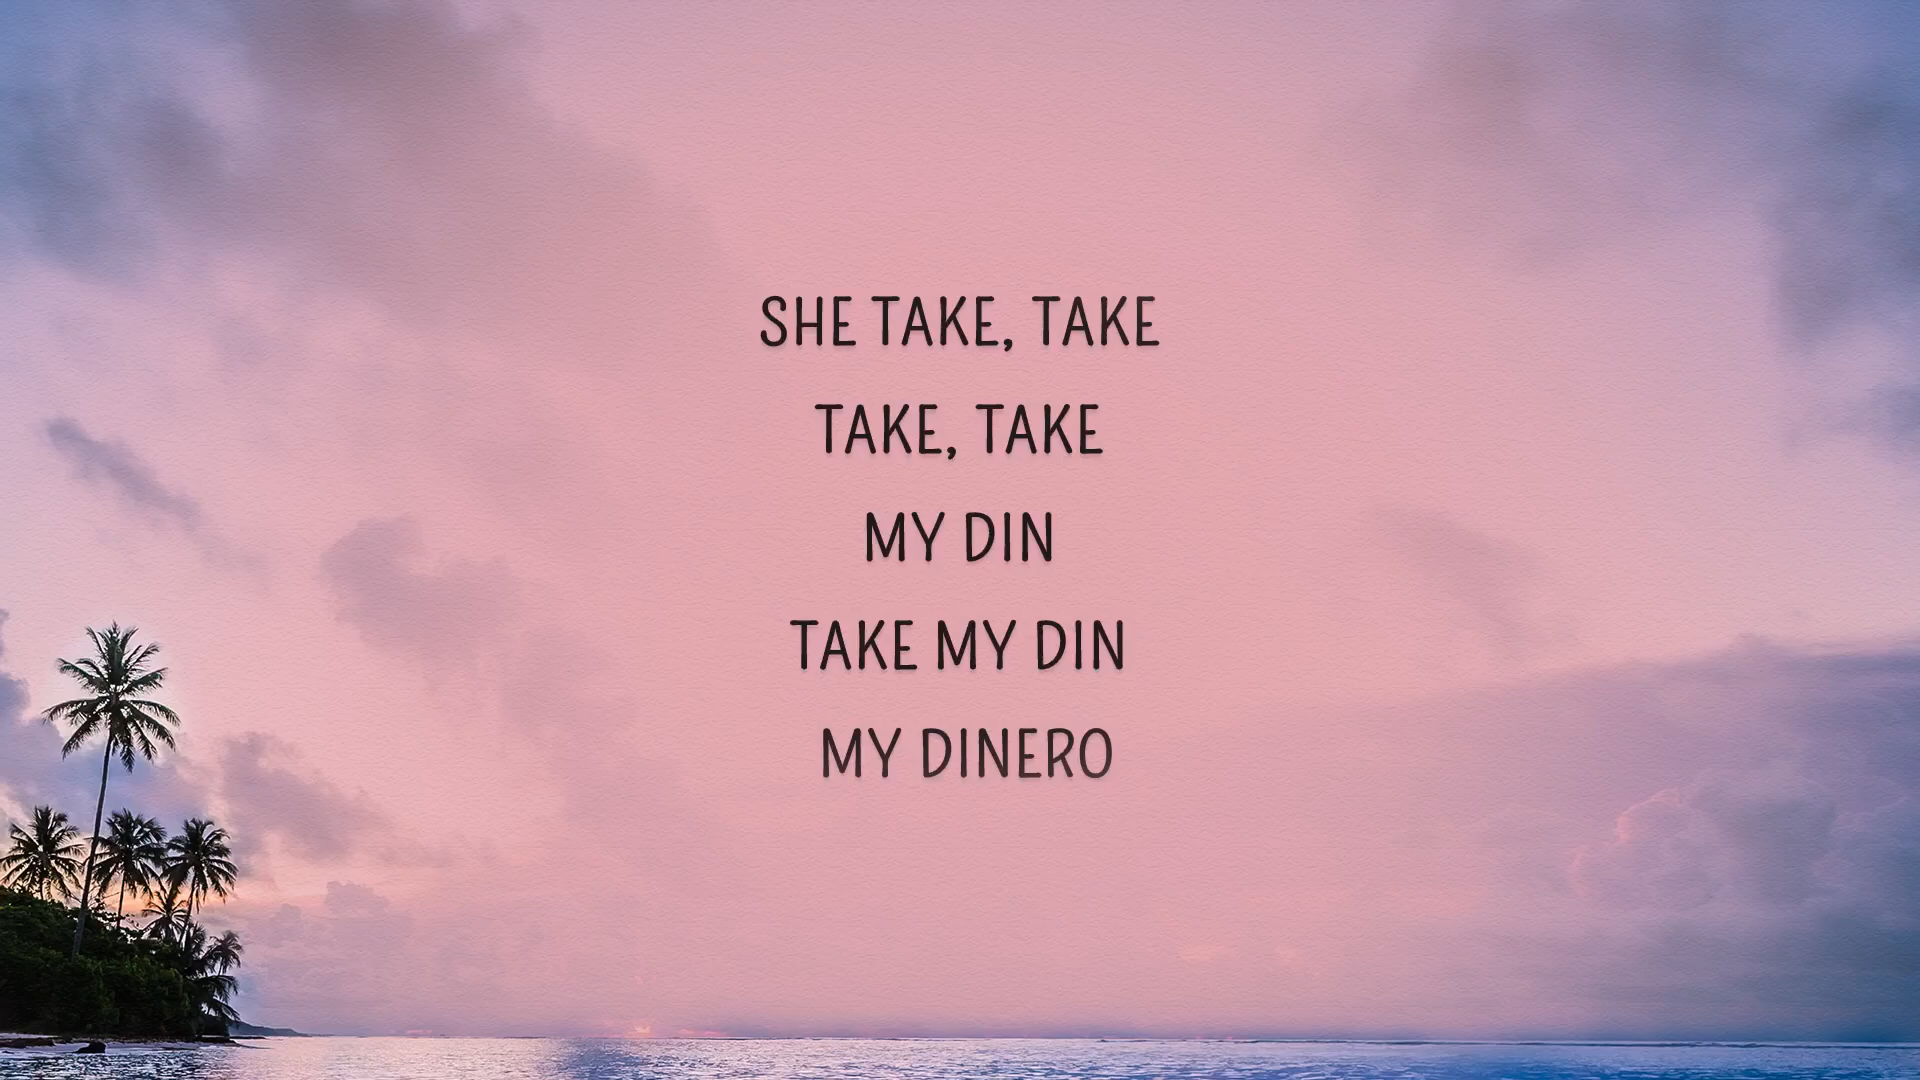 SHE TAKE, TAKE
TAKE, TAKE
MY DIN
TAKE MY DIN
MY DINERO